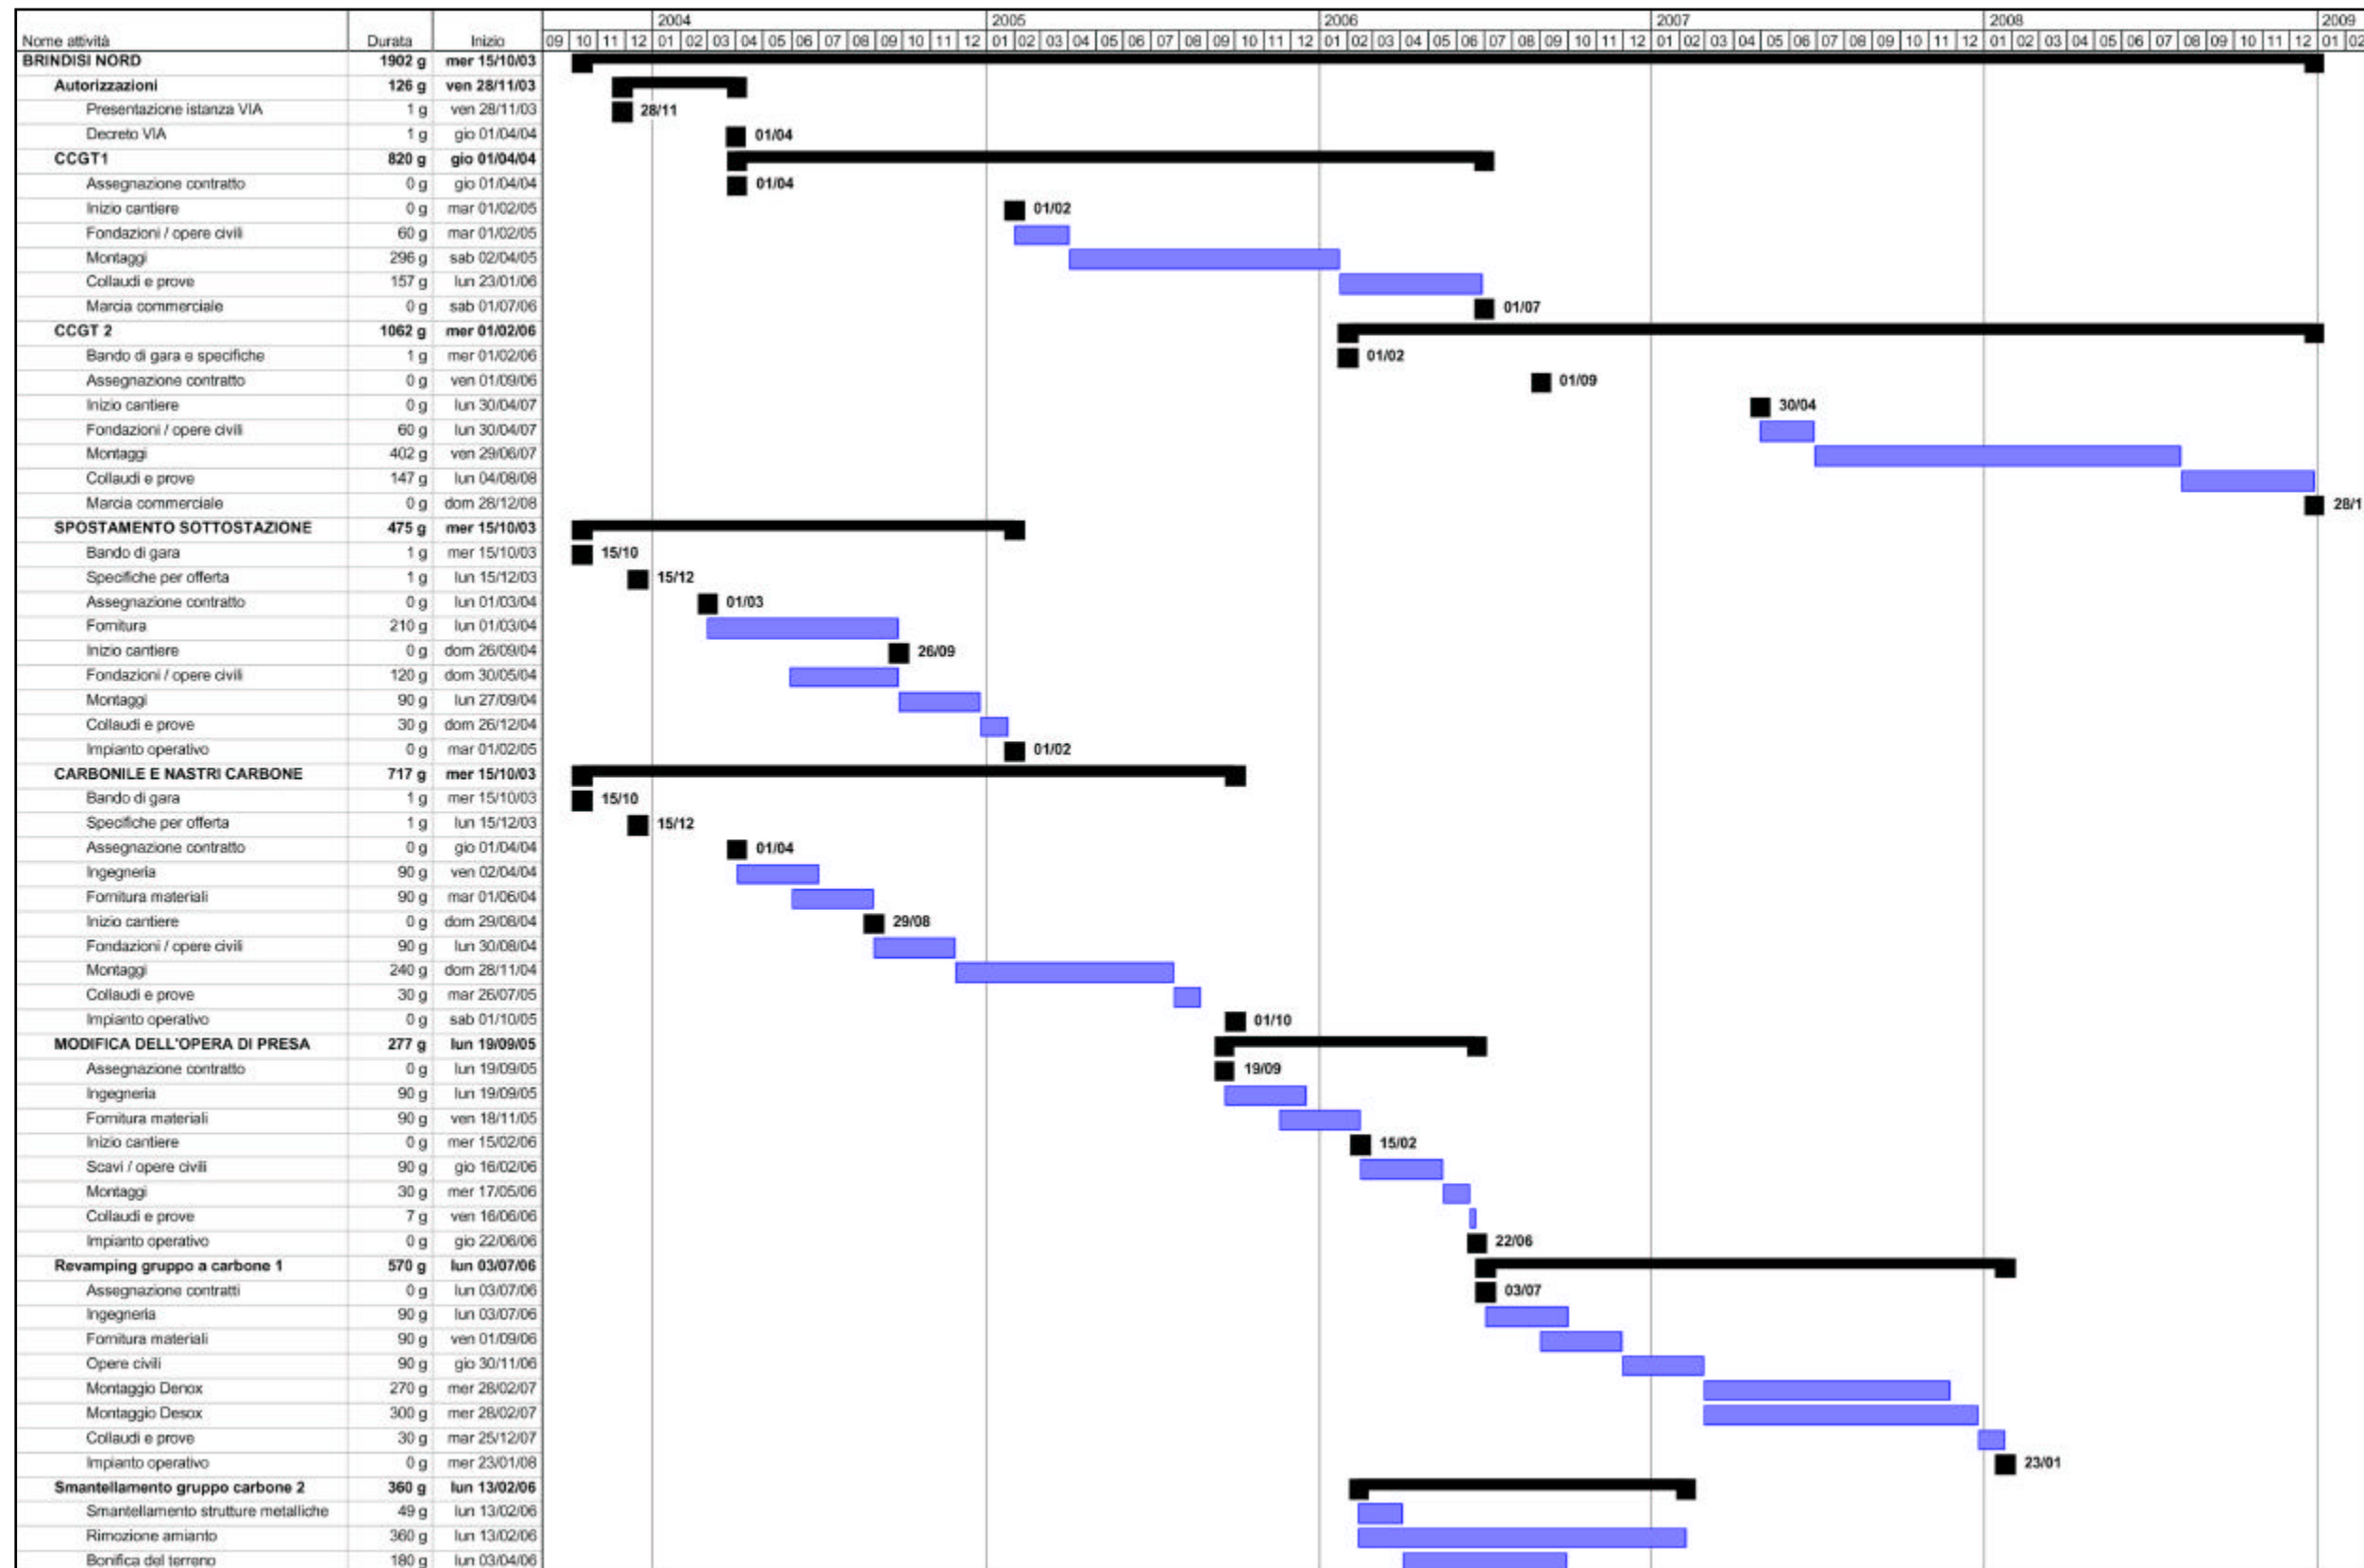 2004 2005 2006 2007 2008 2009
Nome attività Durata Inizio 09 10 11 12 01 02 03 04 05 06 07 08 09 10 11 12 01 02 03 04 05 06 07 08 09 10 11 12 01 02 03 04 05 06 07 08 09 10 11 12 01 02 03 04 05 06 07 08 09 10 11 12 01 02 03 04 05 06 07 08 09 10 11 12 01 02
BRINDISI NORD 1902 g mer 15/10/03
Autorizzazioni 126 g ven 28/11/03
Presentazione istanza VIA 1 g ven 28/11/03 28/11
Decreto VIA 1 g gio 01/04/04 01/04
CCGT1 820 g gio 01/04/04
Assegnazione contratto 0 g gio 01/04/04 01/04
Inizio cantiere 0 g mar 01/02/05 01/02
Fondazioni / opere civili 60 g mar 01/02/05
Montaggi 296 g sab 02/04/05
Collaudi e prove 157 g lun 23/01/06
Marcia commerciale 0 g sab 01/07/06 01/07
CCGT 2 1062 g mer 01/02/06
Bando di gara e specifiche 1 g mer 01/02/06 01/02
Assegnazione contratto 0 g ven 01/09/06 01/09
Inizio cantiere 0 g lun 30/04/07 30/04
Fondazioni / opere civili 60 g lun 30/04/07
Montaggi 402 g ven 29/06/07
Collaudi e prove 147 g lun 04/08/08
Marcia commerciale 0 g dom 28/12/08 28/1
SPOSTAMENTO SOTTOSTAZIONE 475 g mer 15/10/03
Bando di gara 1 g mer 15/10/03 15/10
Specifiche per offerta 1 g lun 15/12/03 15/12
Assegnazione contratto 0 g lun 01/03/04 01/03
Fornitura 210 g lun 01/03/04
Inizio cantiere 0 g dom 26/09/04 26/09
Fondazioni / opere civili 120 g dom 30/05/04
Montaggi 90 g lun 27/09/04
Collaudi e prove 30 g dom 26/12/04
Impianto operativo 0 g mar 01/02/05 01/02
CARBONILE E NASTRI CARBONE 717 g mer 15/10/03
Bando di gara 1 g mer 15/10/03 15/10
Specifiche per offerta 1 g lun 15/12/03 15/12
Assegnazione contratto 0 g gio 01/04/04 01/04
Ingegneria 90 g ven 02/04/04
Fornitura materiali 90 g mar 01/06/04
Inizio cantiere 0 g dom 29/08/04 29/08
Fondazioni / opere civili 90 g lun 30/08/04
Montaggi 240 g dom 28/11/04
Collaudi e prove 30 g mar 26/07/05
Impianto operativo 0 g sab 01/10/05 01/10
MODIFICA DELL'OPERA DI PRESA 277 g lun 19/09/05
Assegnazione contratto 0 g lun 19/09/05 19/09
Ingegneria 90 g lun 19/09/05
Fornitura materiali 90 g ven 18/11/05
Inizio cantiere 0 g mer 15/02/06 15/02
Scavi / opere civili 90 g gio 16/02/06
Montaggi 30 g mer 17/05/06
Collaudi e prove 7 g ven 16/06/06
Impianto operativo 0 g gio 22/06/06 22/06
Revamping gruppo a carbone 1 570 g lun 03/07/06
Assegnazione contratti 0 g lun 03/07/06 03/07
Ingegneria 90 g lun 03/07/06
Fornitura materiali 90 g ven 01/09/06
Opere civili 90 g gio 30/11/06
Montaggio Denox 270 g mer 28/02/07
Montaggio Desox 300 g mer 28/02/07
Collaudi e prove 30 g mar 25/12/07
Impianto operativo 0 g mer 23/01/08 23/01
Smantellamento gruppo carbone 2 360 g lun 13/02/06
Smantellamento strutture metalliche 49 g lun 13/02/06
Rimozione amianto 360 g lun 13/02/06
Bonifica del terreno 180 g lun 03/04/06